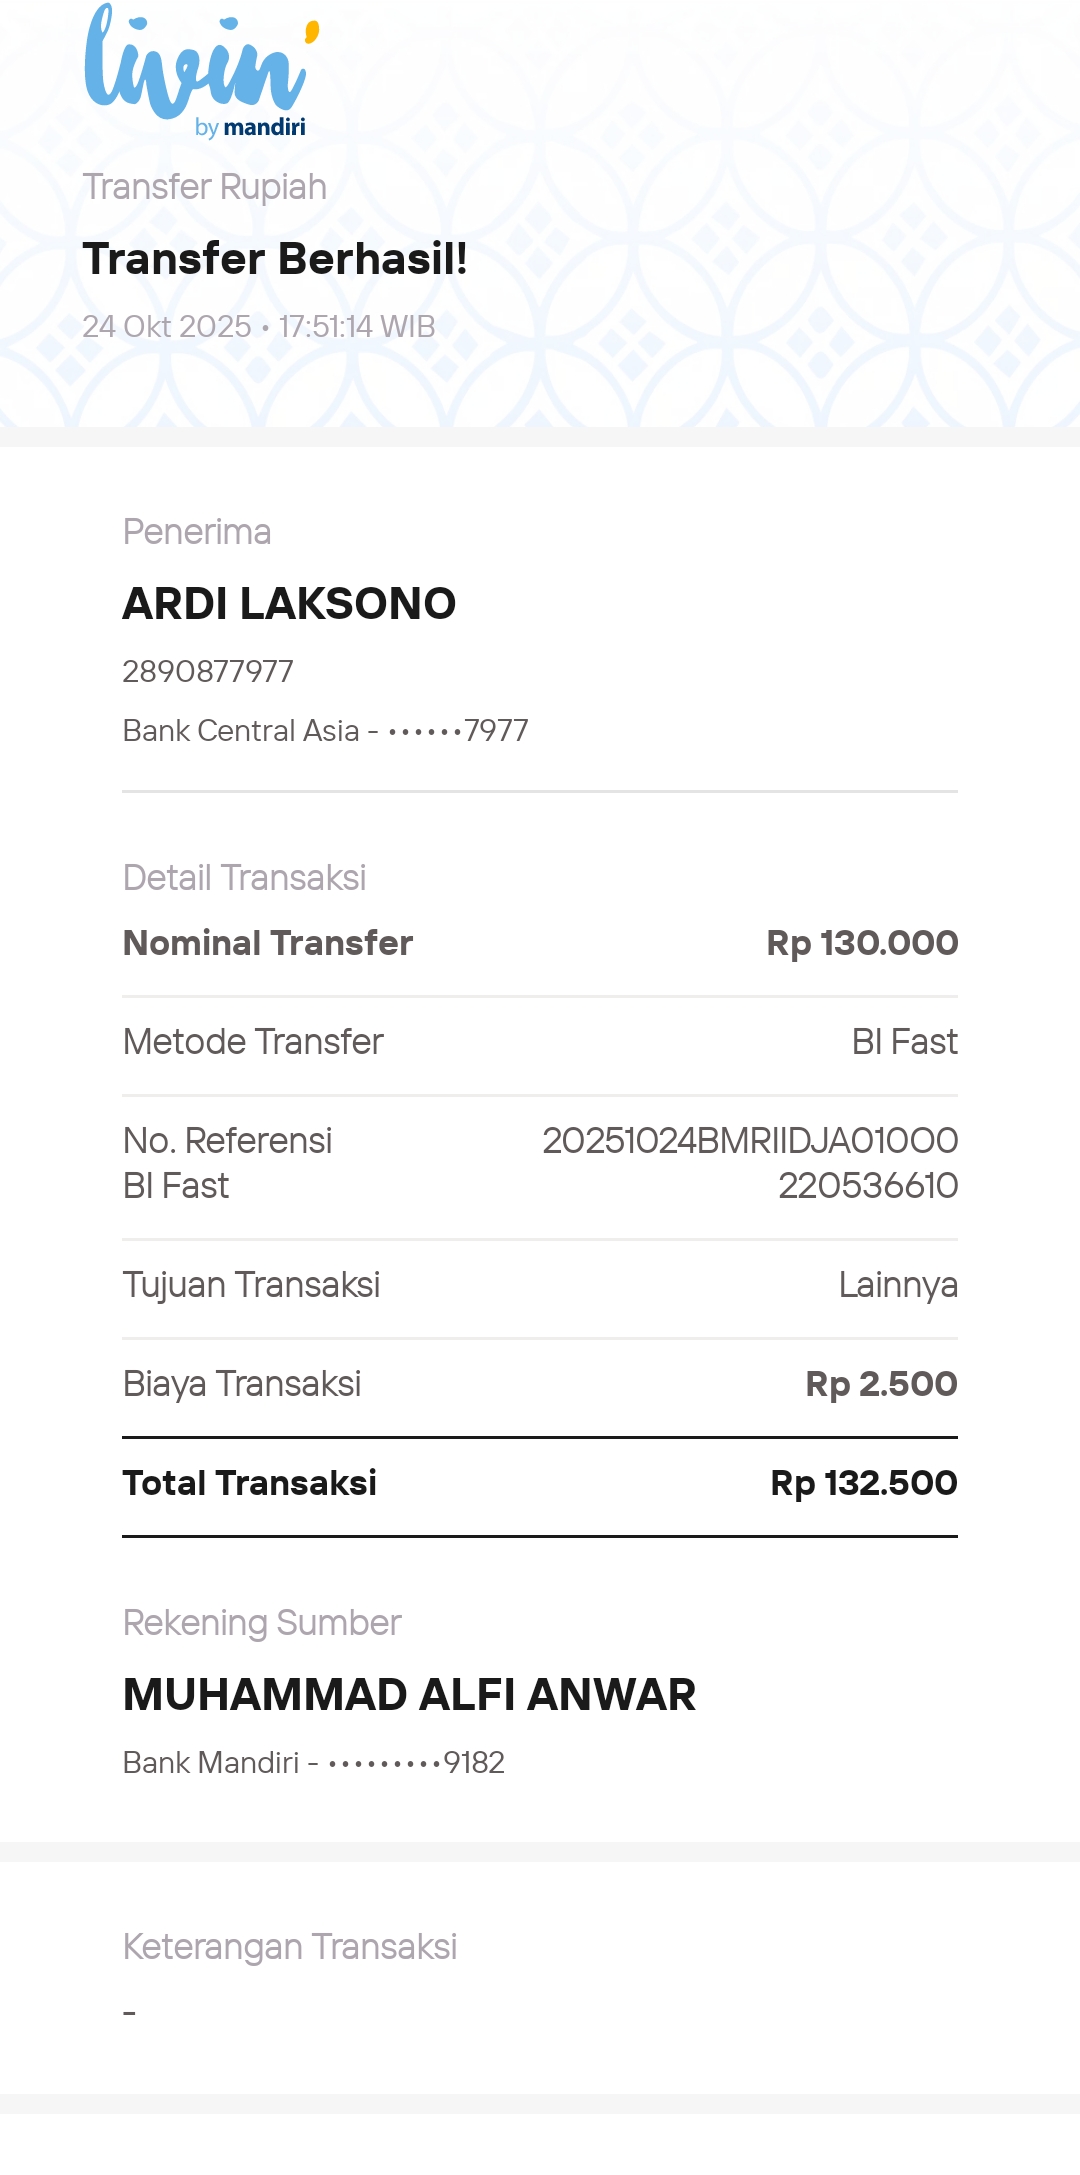 livin'
by mandiri
Transfer Rupiah
Transfer Berhasil!
24 Okt 2025 • 17:51:14 WIB
Penerima
ARDI LAKSONO
2890877977
Bank Central Asia - ••••••7977
Detail Transaksi
Nominal Transfer Rp 130.000
Metode Transfer BI Fast
No. Referensi 20251024BMRIIDJA010O0
BI Fast 220536610
Tujuan Transaksi Lainnya
Biaya Transaksi Rp 2.500
Total Transaksi Rp 132.500
Rekening Sumber
MUHAMMAD ALFI ANWAR
Bank Mandiri - •••••••••9182
Keterangan Transaksi
-